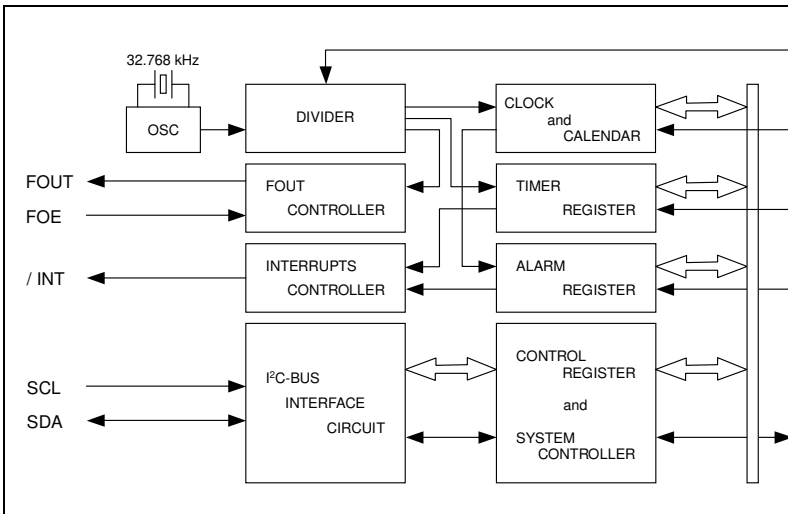 32.768 kHz
OSC
DIVIDER
CLOCK
and
CALENDAR
FOUT
FOE
FOUT
CONTROLLER
TIMER
REGISTER
/ INT
INTERRUPTS
CONTROLLER
ALARM
REGISTER
SCL
SDA
I²C-BUS
INTERFACE
CIRCUIT
CONTROL
REGISTER
and
SYSTEM
CONTROLLER